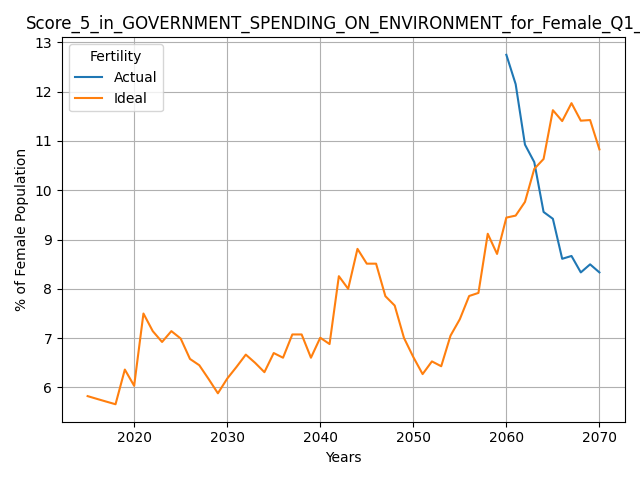 Score_5_in_GOVERNMENT_SPENDING_ON_ENVIRONMENT_for_Female_Q1_
Fertility
Actual
Ideal
% of Female Population
13
12
11
10
9
8
7
6
2020 2030 2040 2050 2060 2070
Years